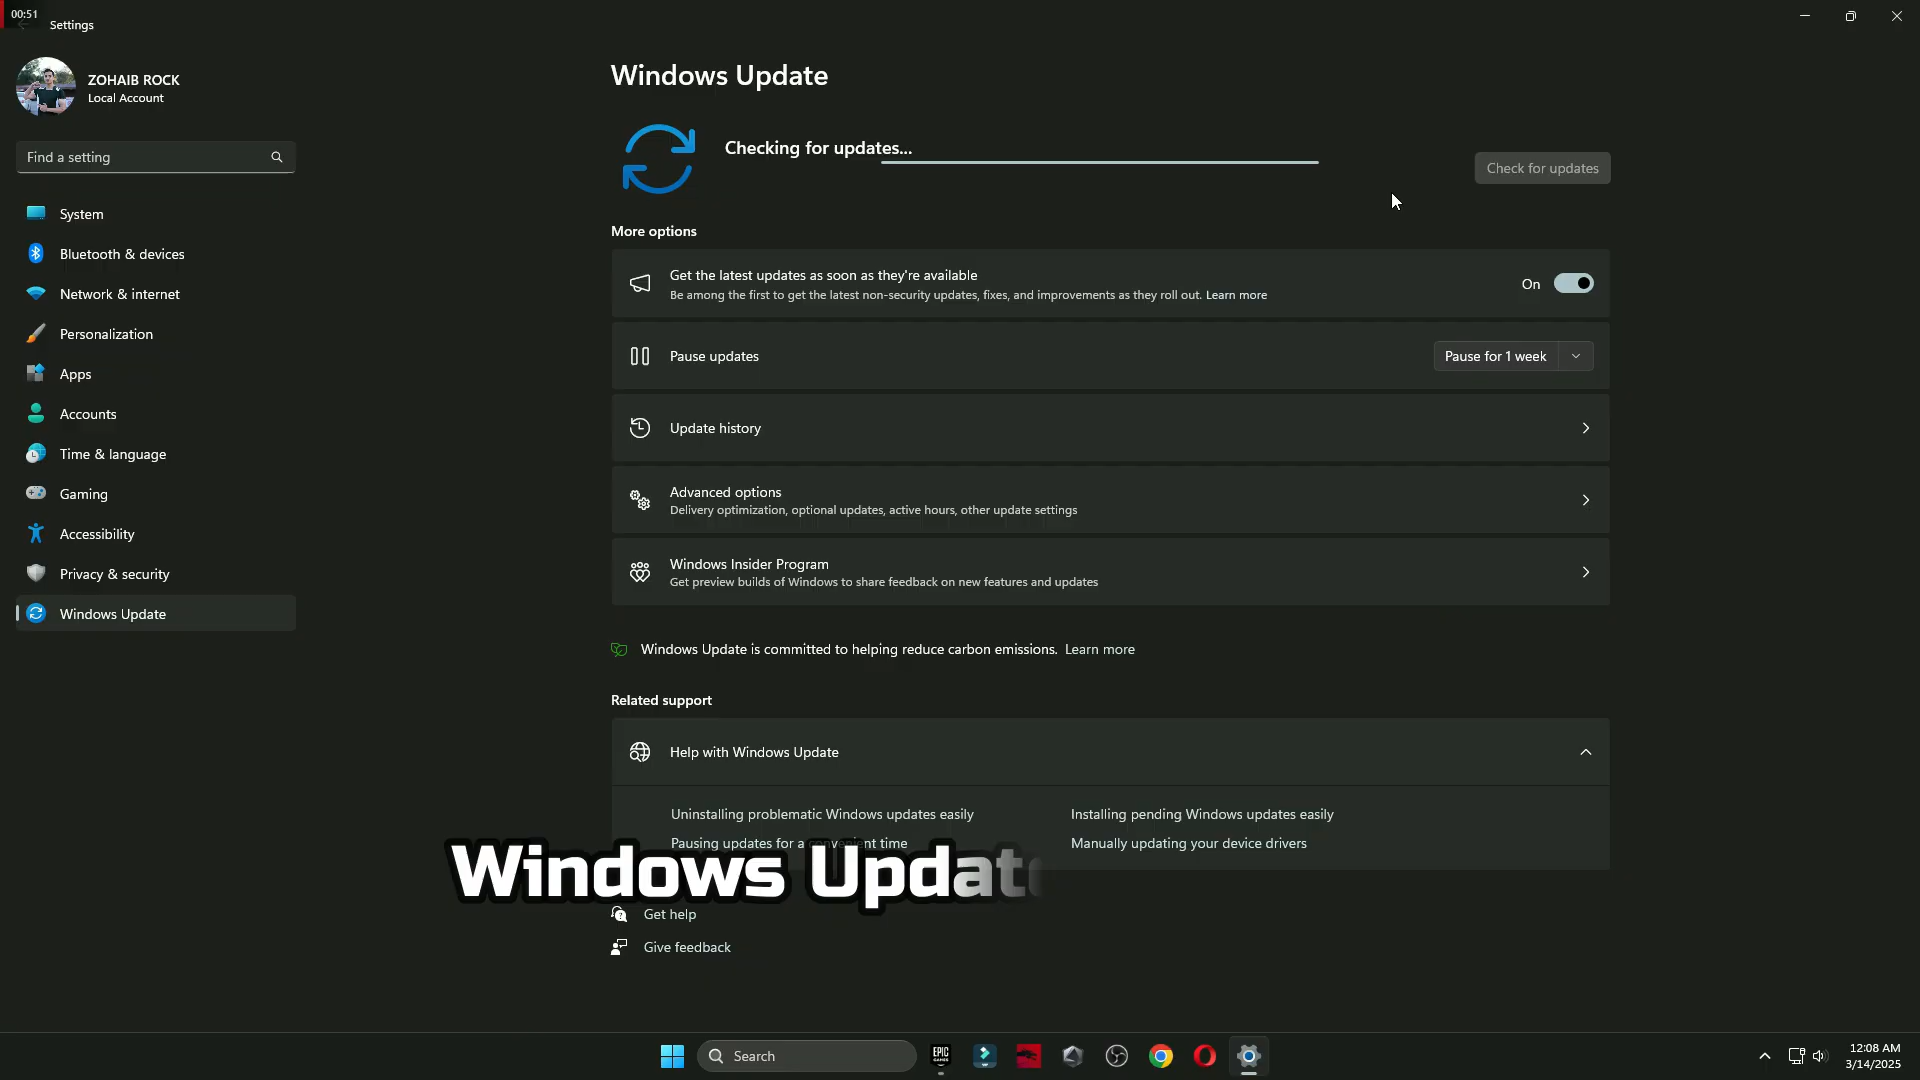 00:51
Settings
ZOHAIB ROCK
Local Account
Find a setting
System
Bluetooth & devices
Network & internet
Personalization
Apps
Accounts
Time & language
Gaming
Accessibility
Privacy & security
Windows Update
Windows Update
Checking for updates...
Check for updates
More options
Get the latest updates as soon as they're available
Be among the first to get the latest non-security updates, fixes, and improvements as they roll out. Learn more
On
Pause updates
Pause for 1 week
Update history
Advanced options
Delivery optimization, optional updates, active hours, other update settings
Windows Insider Program
Get preview builds of Windows to share feedback on new features and updates
Windows Update is committed to helping reduce carbon emissions. Learn more
Related support
Help with Windows Update
Uninstalling problematic Windows updates easily
Installing pending Windows updates easily
Pausing updates for a convenient time
Manually updating your device drivers
Windows Update
Get help
Give feedback
Search
EPIC GAMES
12:08 AM
3/14/2025